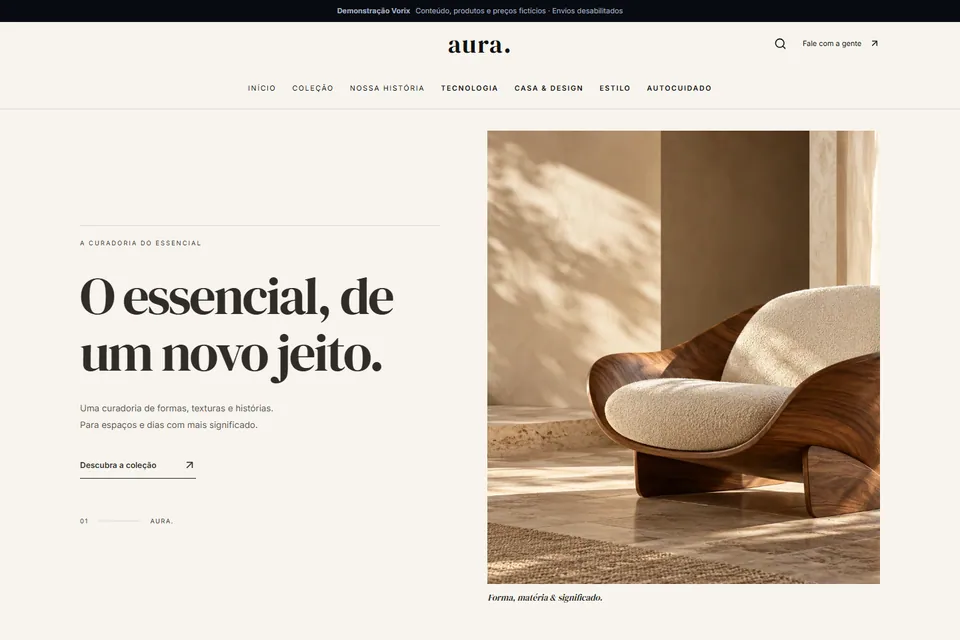 Demonstração Vorix Conteúdo, produtos e preços fictícios · Envios desabilitados
aura.
Fale com a gente
INÍCIO COLEÇÃO NOSSA HISTÓRIA TECNOLOGIA CASA & DESIGN ESTILO AUTOCUIDADO
A CURADORIA DO ESSENCIAL
O essencial, de
um novo jeito.
Uma curadoria de formas, texturas e histórias.
Para espaços e dias com mais significado.
Descubra a coleção
01 AURA.
Forma, matéria & significado.